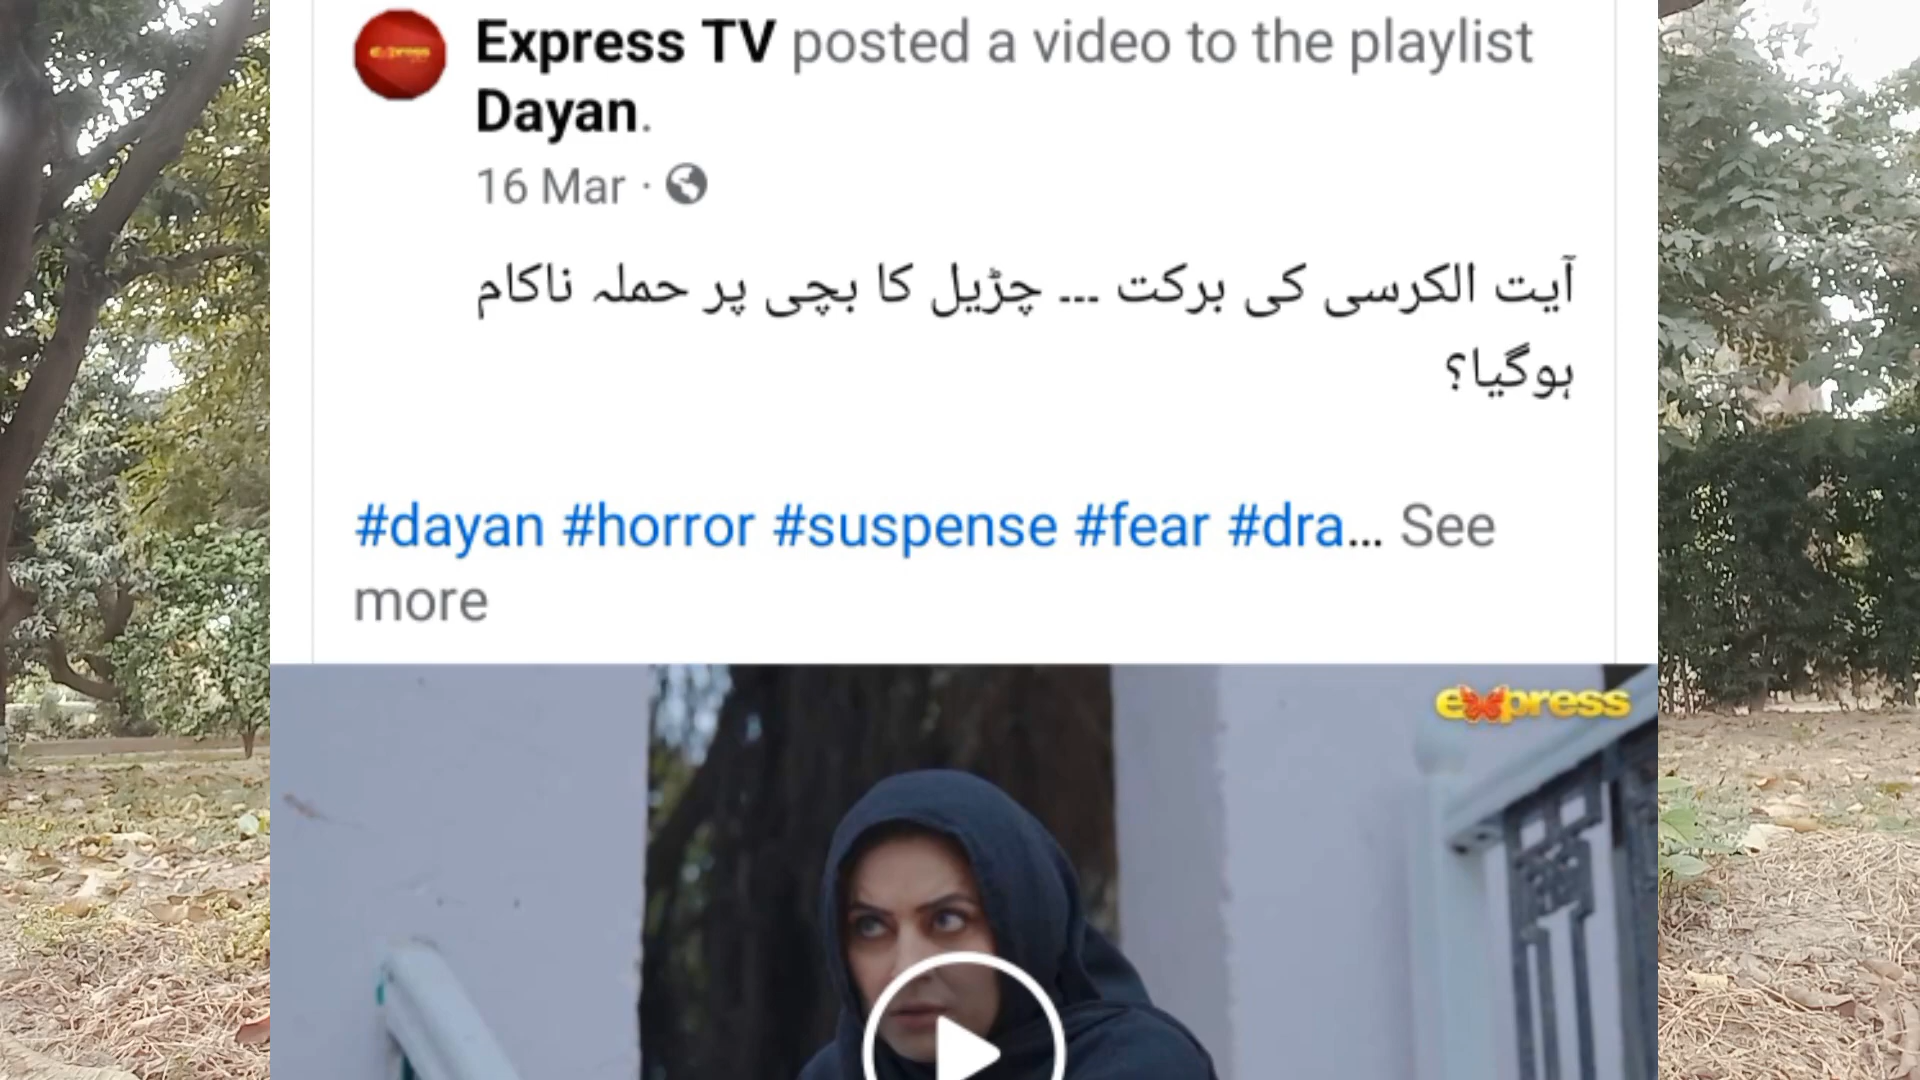 Express TV posted a video to the playlist
Dayan.
16 Mar ·
آیت الکرسی کی برکت --- چڑیل کا بچی پر حملہ ناکام
ہوگیا؟
#dayan #horror #suspense #fear #dra... See
more
express
express